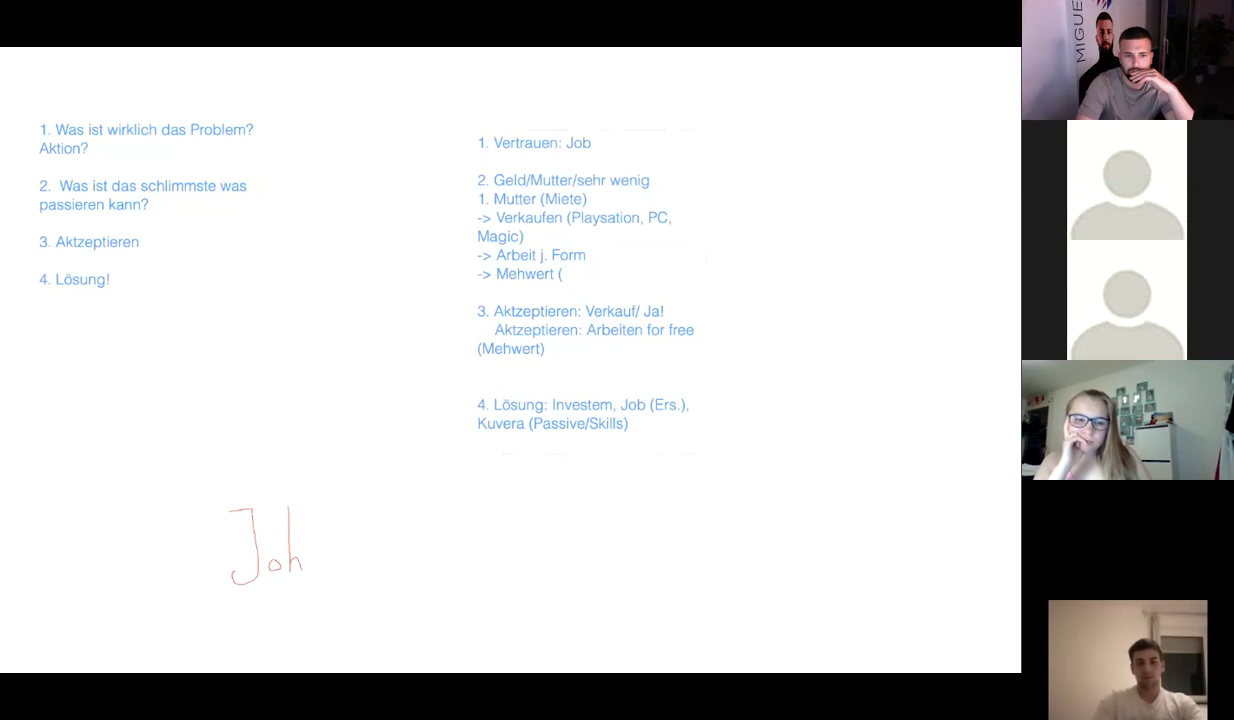 1. Was ist wirklich das Problem?
Aktion?
2.  Was ist das schlimmste was
passieren kann?
3. Aktzeptieren
4. Lösung!
1. Vertrauen: Job
2. Geld/Mutter/sehr wenig
1. Mutter (Miete)
-> Verkaufen (Playsation, PC,
Magic)
-> Arbeit j. Form
-> Mehwert (
3. Aktzeptieren: Verkauf/ Ja!
Aktzeptieren: Arbeiten for free
(Mehwert)
4. Lösung: Investem, Job (Ers.),
Kuvera (Passive/Skills)
Joh
MIGUE